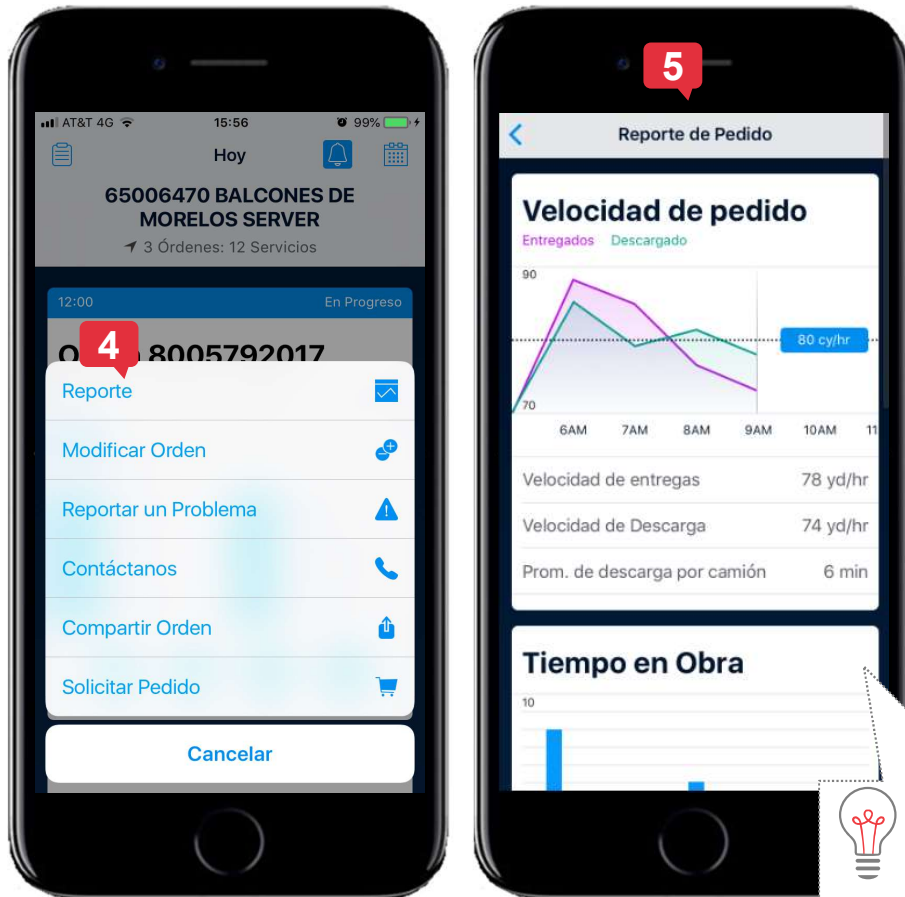 AT&T 4G 15:56 99%
Hoy
65006470 BALCONES DE
MORELOS SERVER
3 Órdenes: 12 Servicios
12:00 En Progreso
4
8005792017
Reporte
Modificar Orden
Reportar un Problema
Contáctanos
Compartir Orden
Solicitar Pedido
Cancelar
5
Reporte de Pedido
Velocidad de pedido
Entregados Descargado
90
80 cy/hr
70
6AM 7AM 8AM 9AM 10AM 11
Velocidad de entregas 78 yd/hr
Velocidad de Descarga 74 yd/hr
Prom. de descarga por camión 6 min
Tiempo en Obra
10